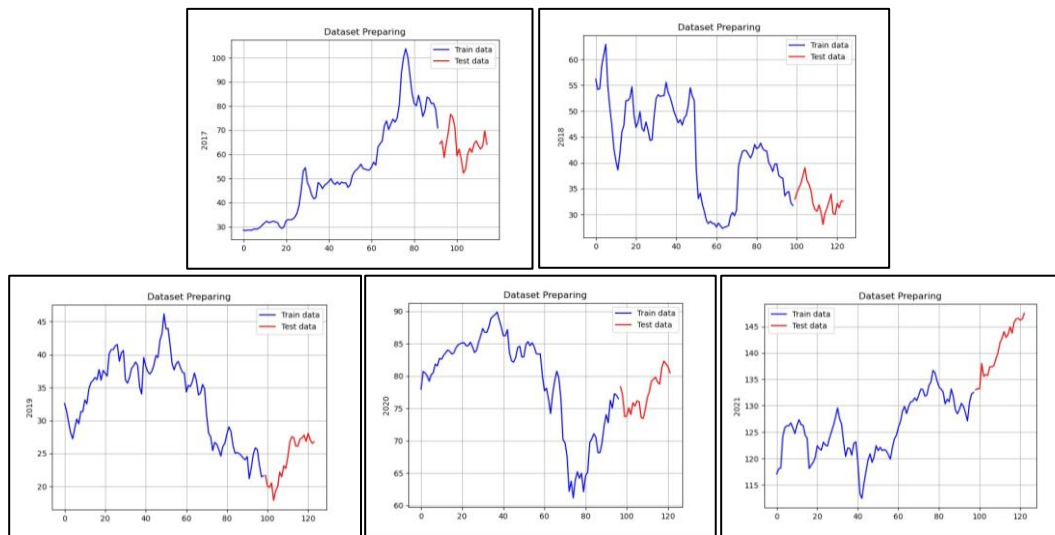 Dataset Preparing
Train data
Test data
100
90
80
70
60
50
40
30
2017
0 20 40 60 80 100
Dataset Preparing
Train data
Test data
60
55
50
45
40
35
30
2018
0 20 40 60 80 100 120
Dataset Preparing
Train data
Test data
45
40
35
30
25
20
2019
0 20 40 60 80 100 120
Dataset Preparing
Train data
Test data
90
85
80
75
70
65
60
2020
0 20 40 60 80 100 120
Dataset Preparing
Train data
Test data
145
140
135
130
125
120
115
2021
0 20 40 60 80 100 120